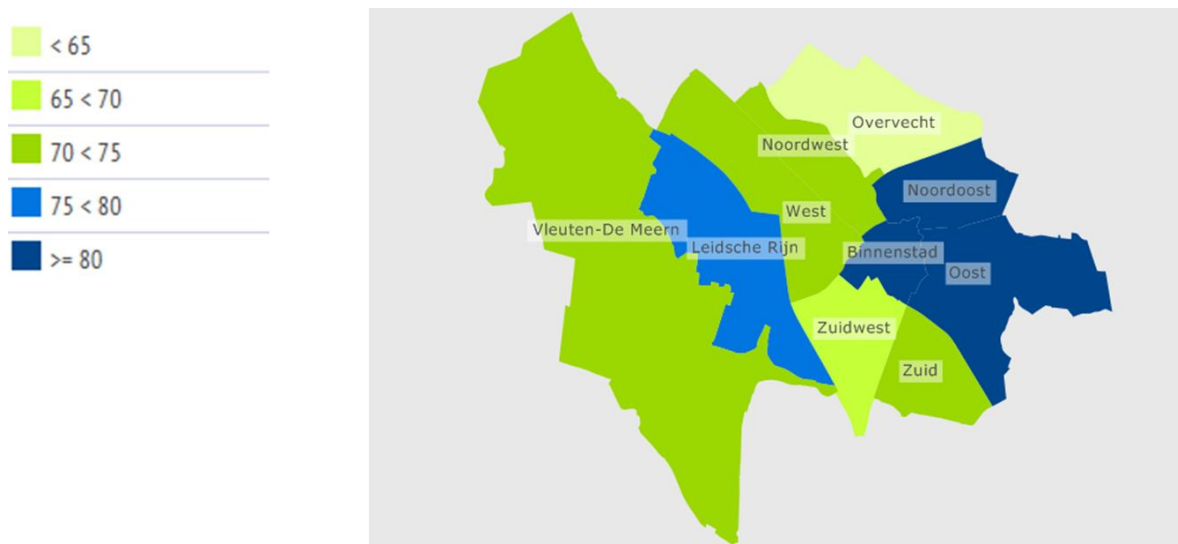 < 65
65 < 70
70 < 75
75 < 80
>= 80
Overvecht
Noordwest
Noordoost
West
Vleuten-De Meern
Leidsche Rijn
Binnenstad
Oost
Zuidwest
Zuid